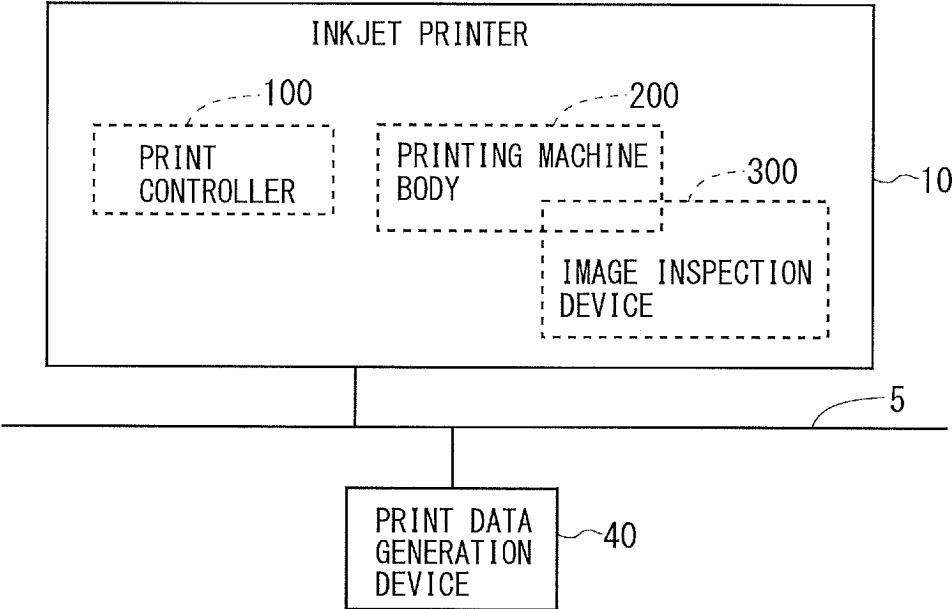 INKJET PRINTER
100
200
PRINT
CONTROLLER
PRINTING MACHINE
BODY
300
10
IMAGE INSPECTION
DEVICE
5
PRINT DATA
GENERATION
DEVICE
40